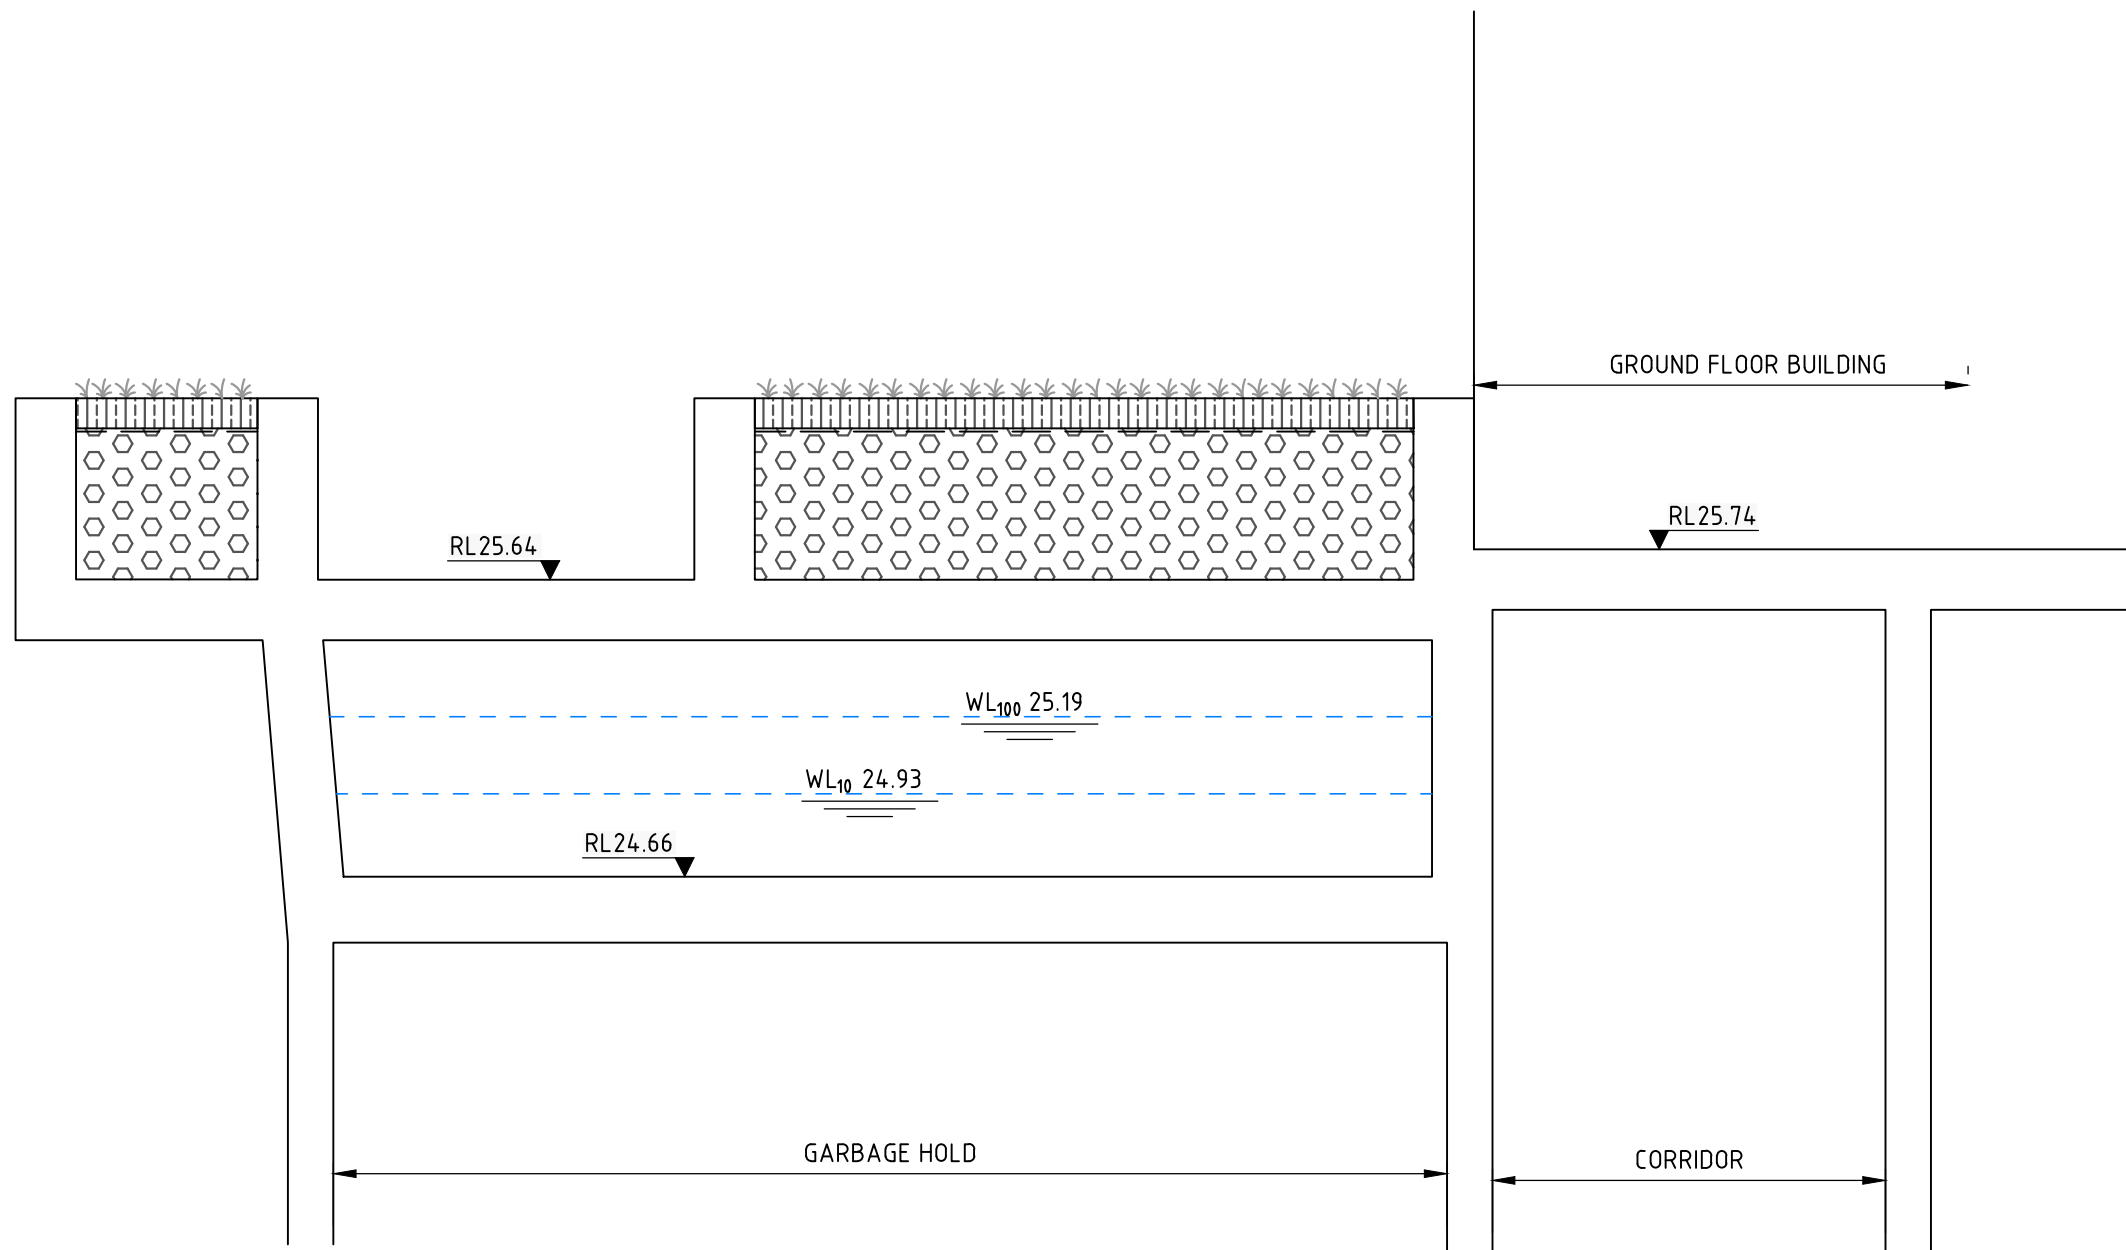 GROUND FLOOR BUILDING
RL25.74
RL25.64
WL100 25.19
WL10 24.93
RL24.66
GARBAGE HOLD
CORRIDOR